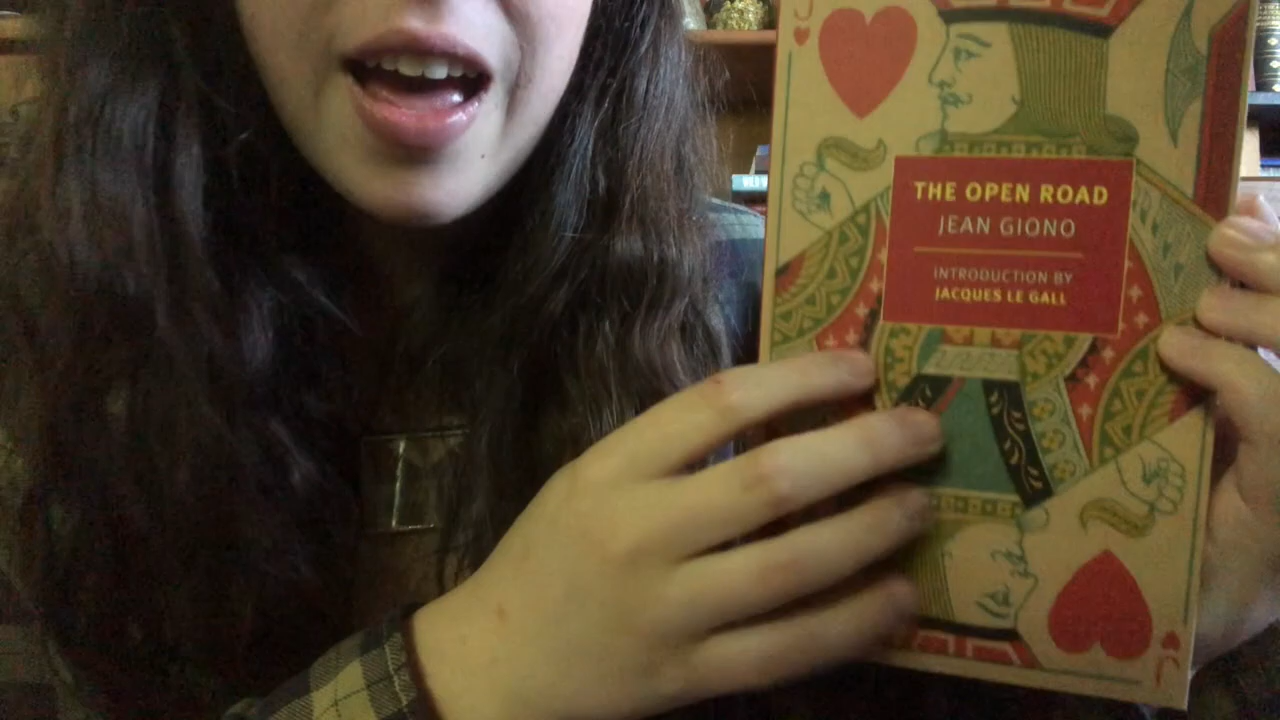 J
THE OPEN ROAD
JEAN GIONO
INTRODUCTION BY
JACQUES LE GALL
J